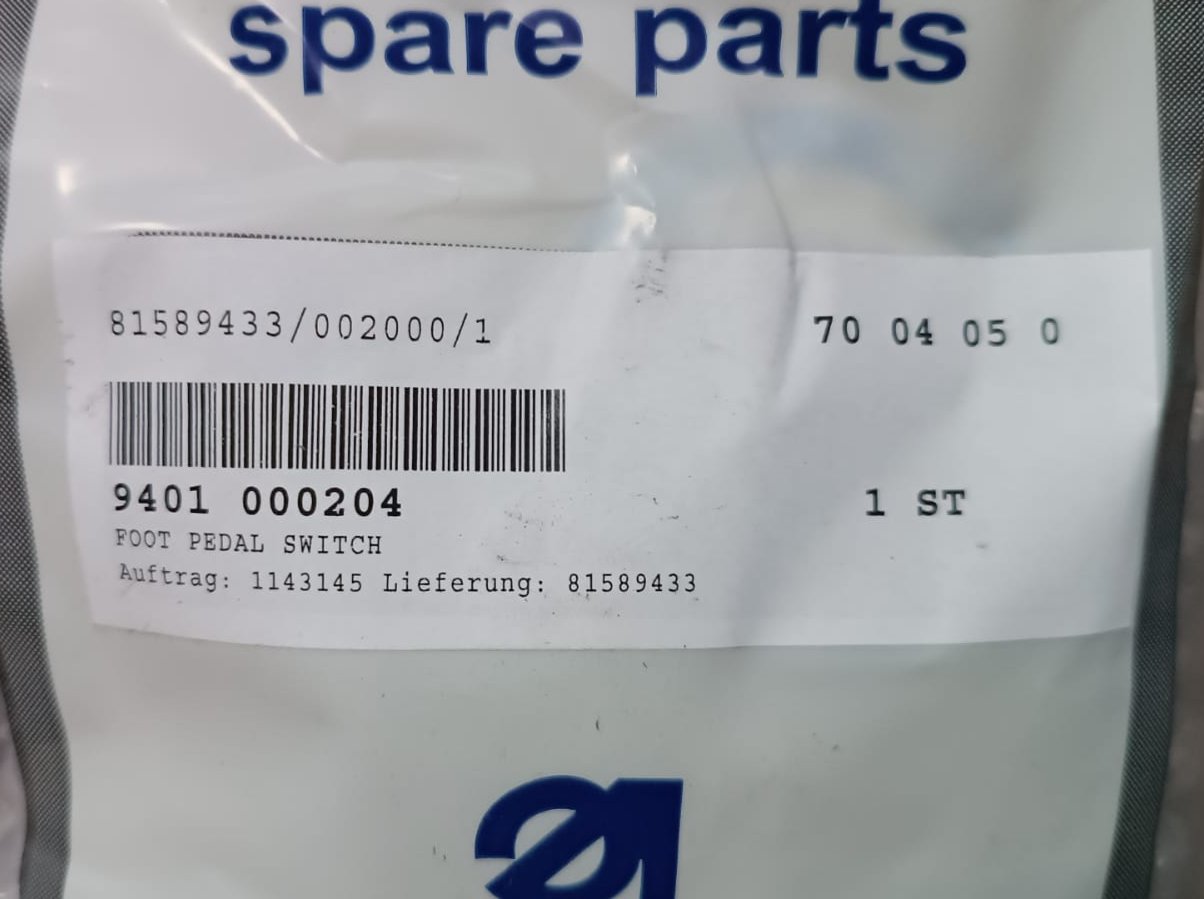 spare parts
81589433/002000/1 70 04 05 0
9401 000204 1 ST
FOOT PEDAL SWITCH
Auftrag: 1143145 Lieferung: 81589433